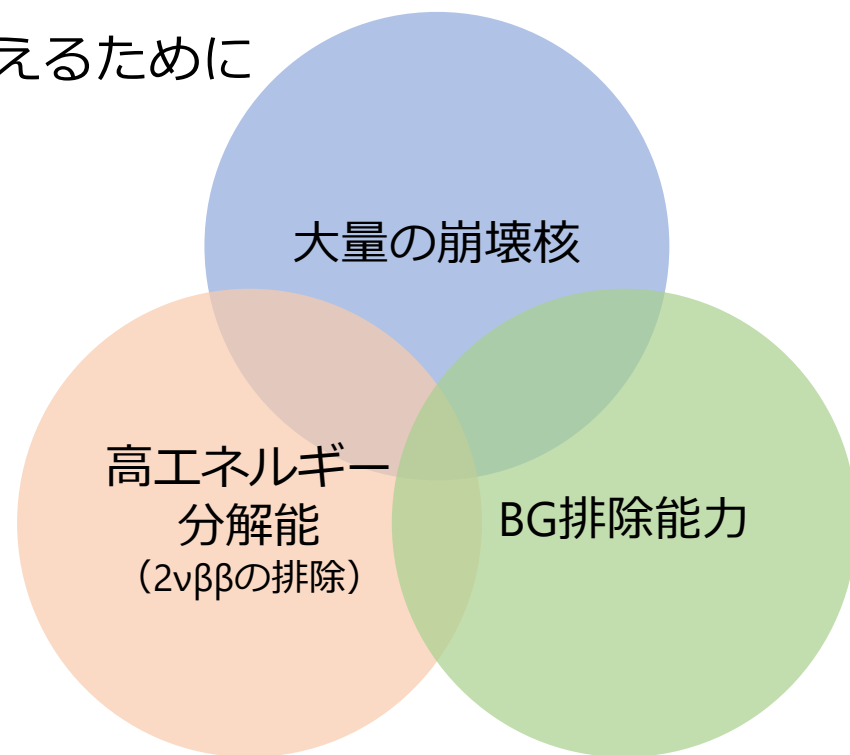 えるために
大量の崩壊核
高エネルギー
分解能
（2νββの排除）
BG排除能力